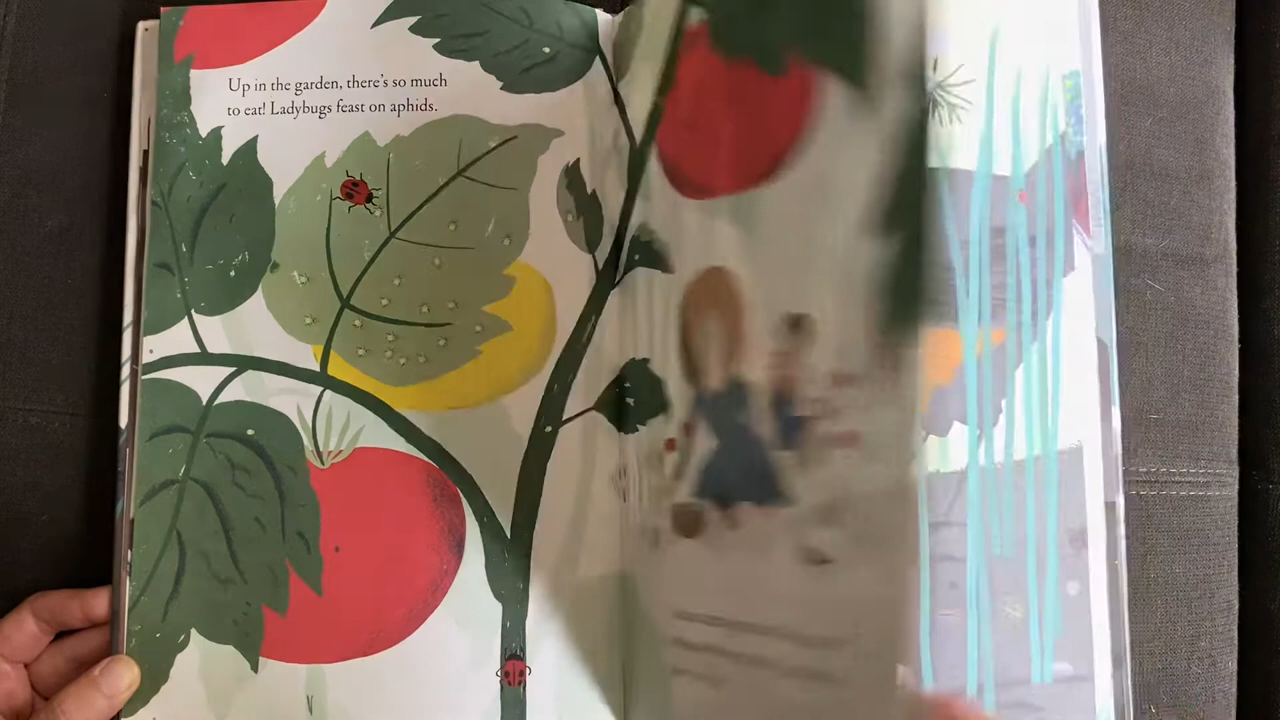 Up in the garden, there's so much
to eat! Ladybugs feast on aphids.